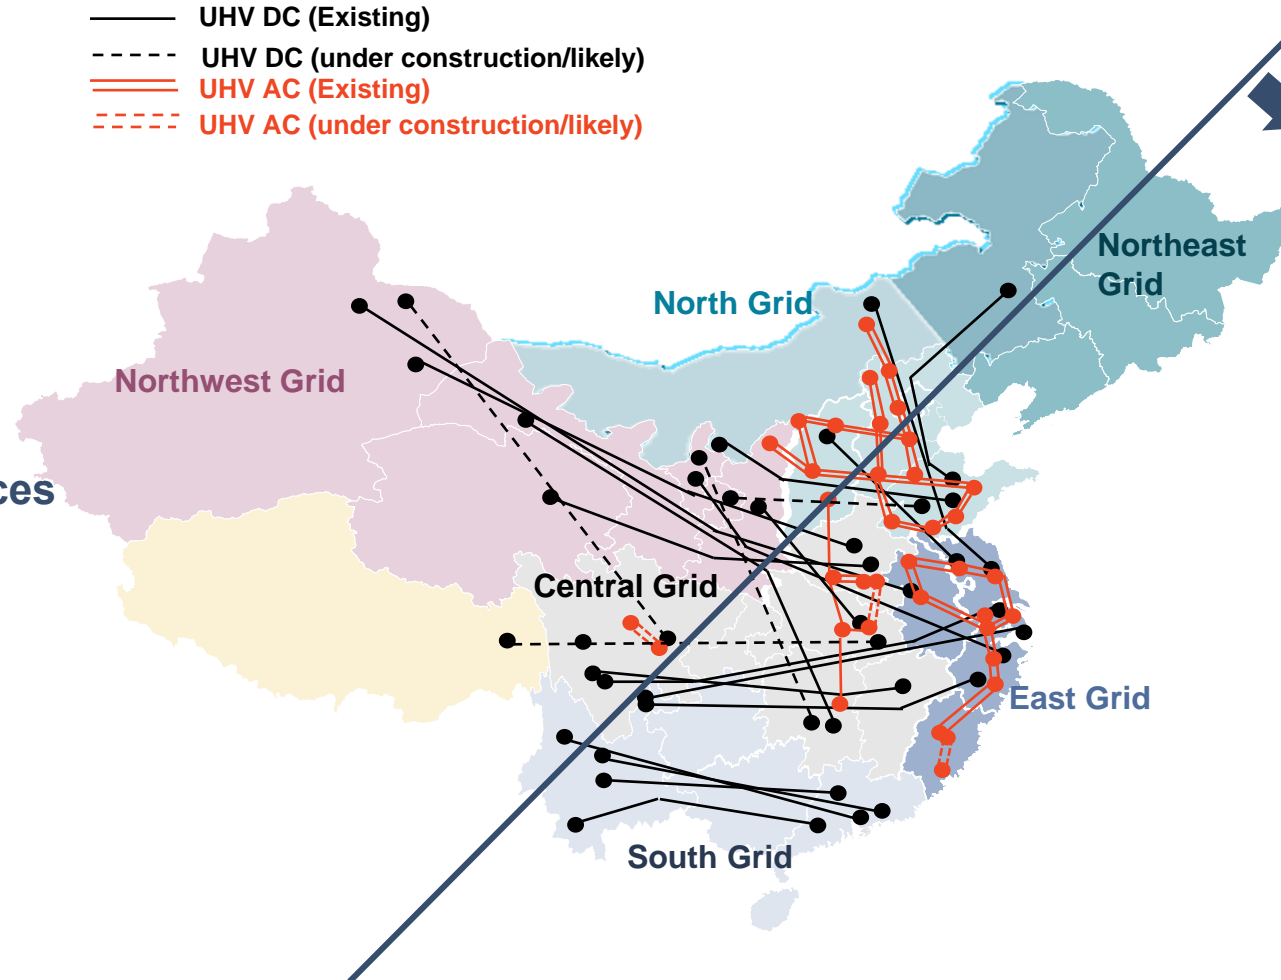 UHV DC (Existing)
UHV DC (under construction/likely)
UHV AC (Existing)
UHV AC (under construction/likely)
Northeast
Grid
North Grid
Northwest Grid
ces
Central Grid
East Grid
South Grid